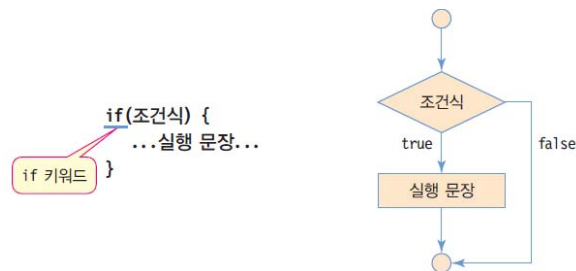 if(조건식) {
...실행 문장...
}
if 키워드
조건식
true
false
실행 문장